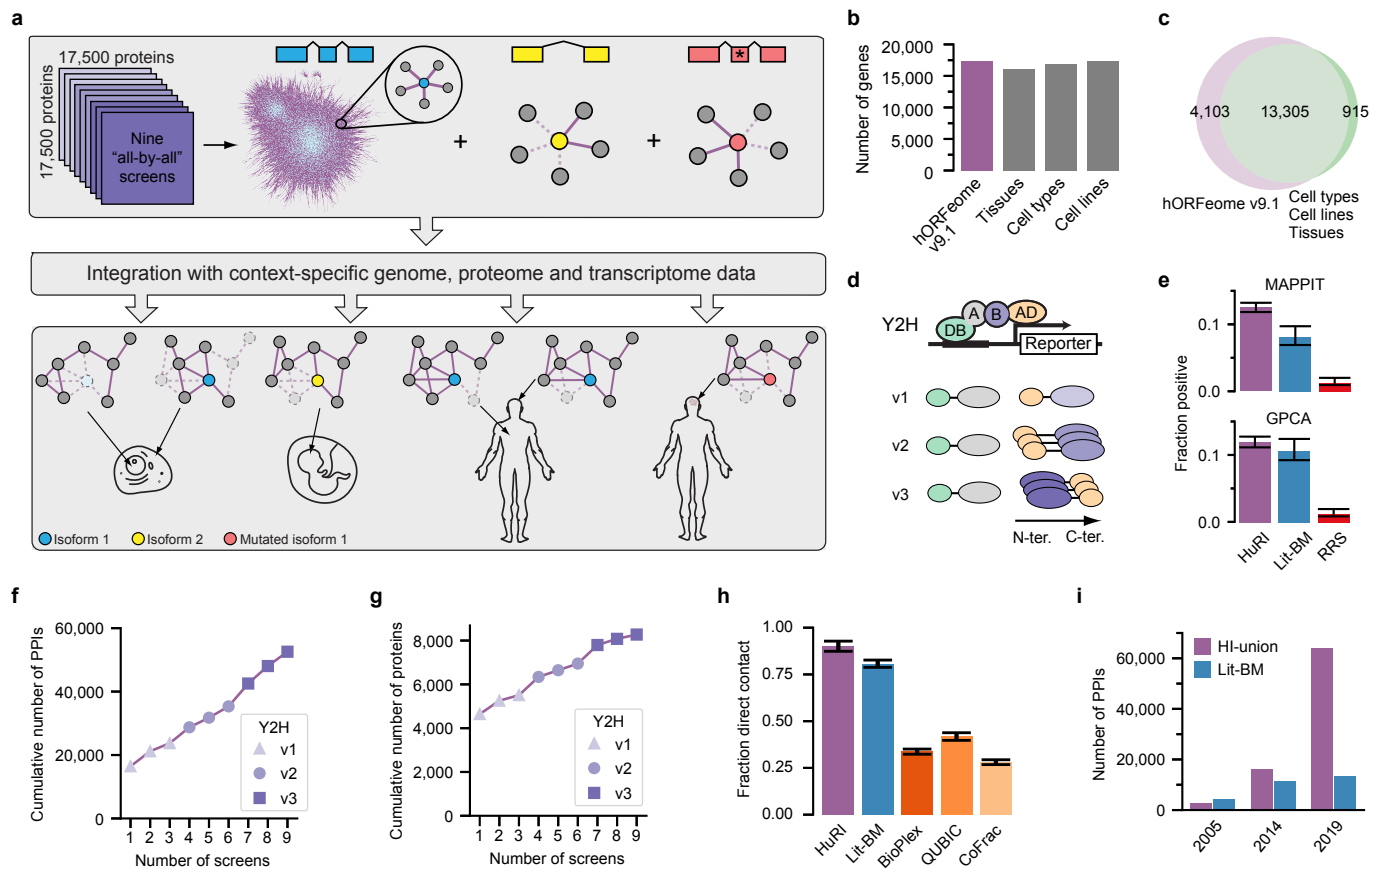 a
17,500 proteins
17,500 proteins
Nine
"all-by-all"
screens
*
+
+
Integration with context-specific genome, proteome and transcriptome data
Isoform 1
Isoform 2
Mutated isoform 1
b
Number of genes
20,000
15,000
10,000
5,000
0
hORFeome
v9.1
Tissues
Cell types
Cell lines
c
4,103
13,305
915
hORFeome v9.1
Cell types
Cell lines
Tissues
d
Y2H
DB
A
B
AD
Reporter
v1
v2
v3
N-ter.
C-ter.
e
MAPPIT
0.1
0.0
GPCA
0.1
0.0
Fraction positive
HuRI
Lit-BM
RRS
f
Cumulative number of PPIs
60,000
40,000
20,000
0
1 2 3 4 5 6 7 8 9
Number of screens
Y2H
v1
v2
v3
g
Cumulative number of proteins
8,000
6,000
4,000
2,000
0
1 2 3 4 5 6 7 8 9
Number of screens
Y2H
v1
v2
v3
h
Fraction direct contact
1.00
0.75
0.50
0.25
0.00
HuRI
Lit-BM
BioPlex
QUBIC
CoFrac
i
Number of PPIs
60,000
40,000
20,000
0
HI-union
Lit-BM
2005
2014
2019